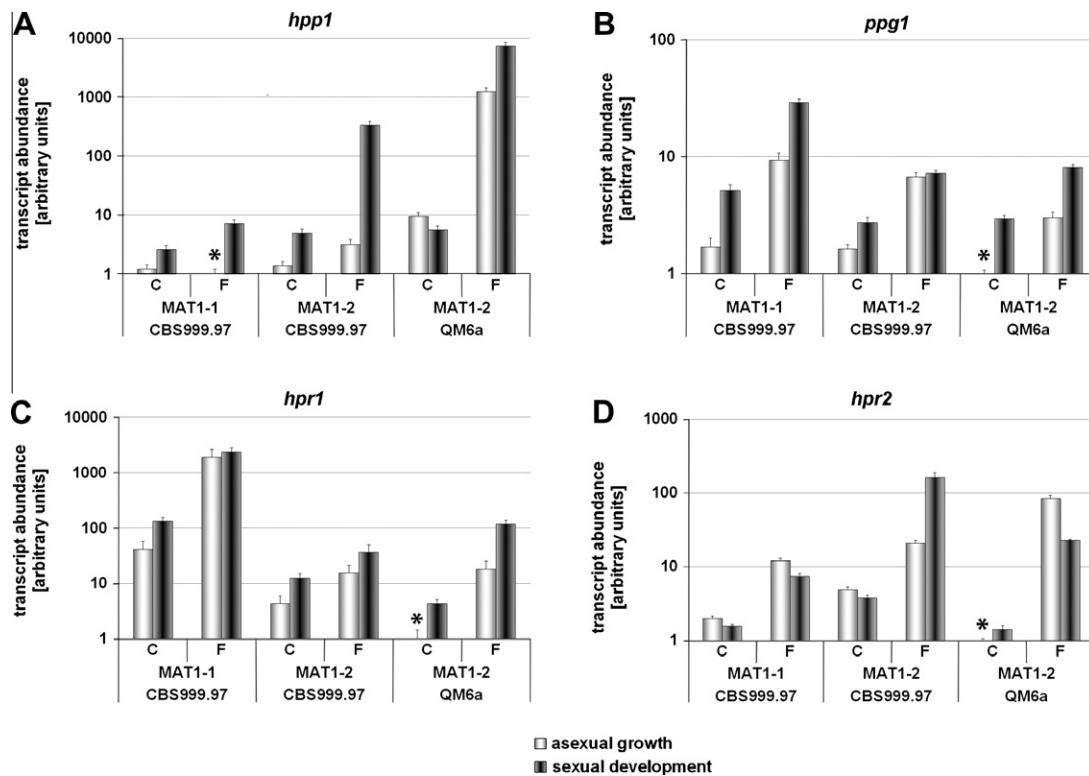 A
hpp1
transcript abundance
[arbitrary units]
10000
1000
100
10
1
*
C F C F C F
MAT1-1 MAT1-2 MAT1-2
CBS999.97 CBS999.97 QM6a
B
ppg1
transcript abundance
[arbitrary units]
100
10
1
*
C F C F C F
MAT1-1 MAT1-2 MAT1-2
CBS999.97 CBS999.97 QM6a
C
hpr1
transcript abundance
[arbitrary units]
10000
1000
100
10
1
*
C F C F C F
MAT1-1 MAT1-2 MAT1-2
CBS999.97 CBS999.97 QM6a
D
hpr2
transcript abundance
[arbitrary units]
1000
100
10
1
*
C F C F C F
MAT1-1 MAT1-2 MAT1-2
CBS999.97 CBS999.97 QM6a
asexual growth
sexual development